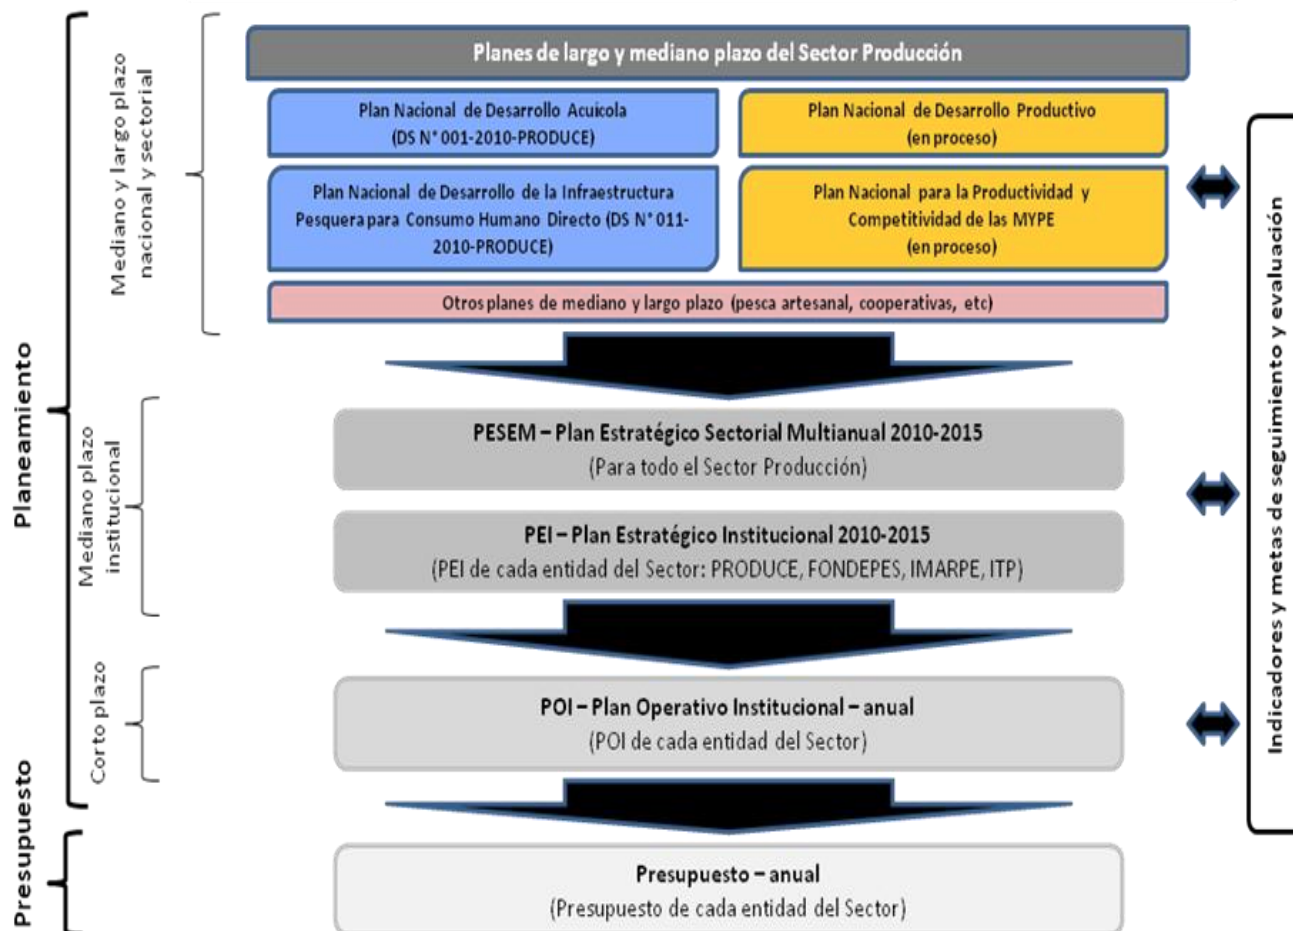 Planes de largo y mediano plazo del Sector Producción
Plan Nacional de Desarrollo Acuícola
(DS N° 001-2010-PRODUCE)
Plan Nacional de Desarrollo Productivo
(en proceso)
Plan Nacional de Desarrollo de la Infraestructura
Pesquera para Consumo Humano Directo (DS N° 011-
2010-PRODUCE)
Plan Nacional para la Productividad y
Competitividad de las MYPE
(en proceso)
Otros planes de mediano y largo plazo (pesca artesanal, cooperativas, etc)
Mediano y largo plazo
nacional y sectorial
Planeamiento
Mediano plazo
institucional
PESEM – Plan Estratégico Sectorial Multianual 2010-2015
(Para todo el Sector Producción)
PEI – Plan Estratégico Institucional 2010-2015
(PEI de cada entidad del Sector: PRODUCE, FONDEPES, IMARPE, ITP)
Corto plazo
POI – Plan Operativo Institucional – anual
(POI de cada entidad del Sector)
Presupuesto
Presupuesto – anual
(Presupuesto de cada entidad del Sector)
Indicadores y metas de seguimiento y evaluación